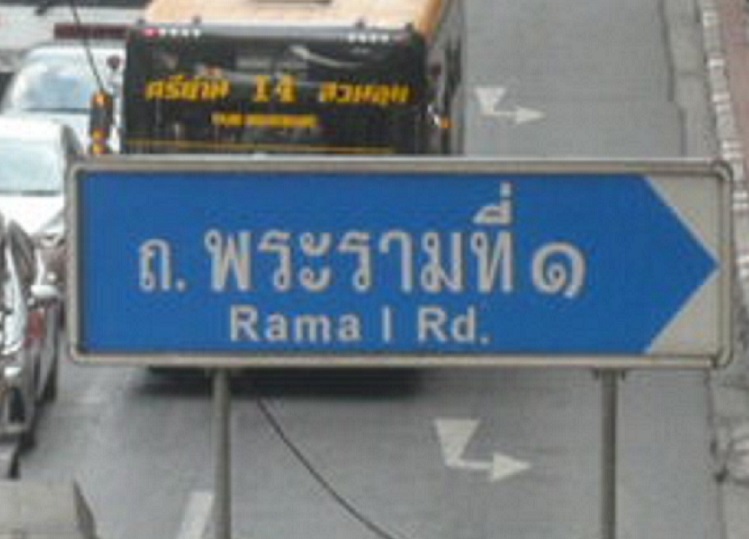 ศรีย่าน 14 สวนลุม
ถ. พระรามที่ ๑
Rama I Rd.